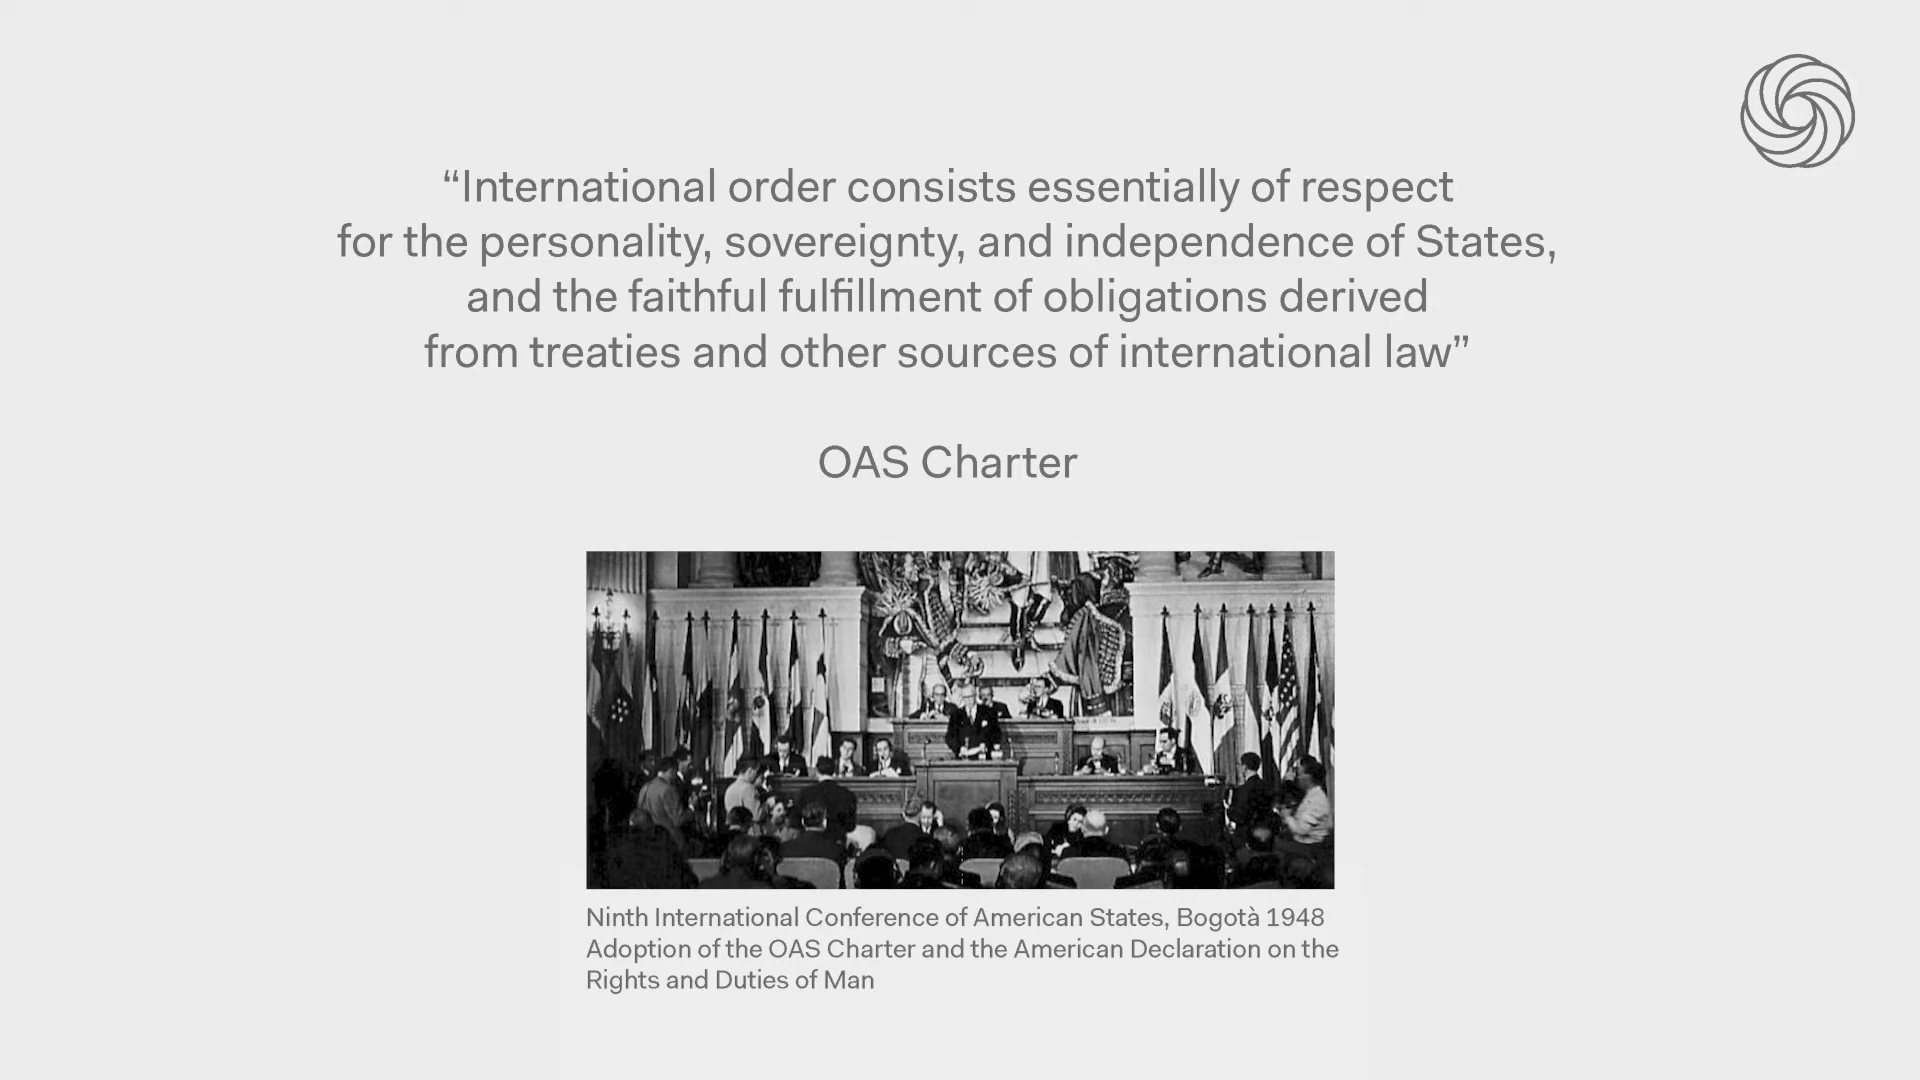 “International order consists essentially of respect
for the personality, sovereignty, and independence of States,
and the faithful fulfillment of obligations derived
from treaties and other sources of international law”
OAS Charter
Ninth International Conference of American States, Bogotà 1948
Adoption of the OAS Charter and the American Declaration on the
Rights and Duties of Man